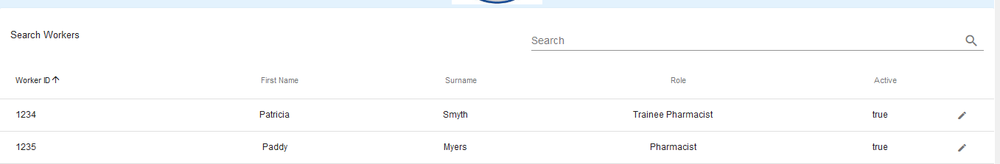 Search Workers
Search
Worker ID First Name Surname Role Active
1234 Patricia Smyth Trainee Pharmacist true
1235 Paddy Myers Pharmacist true